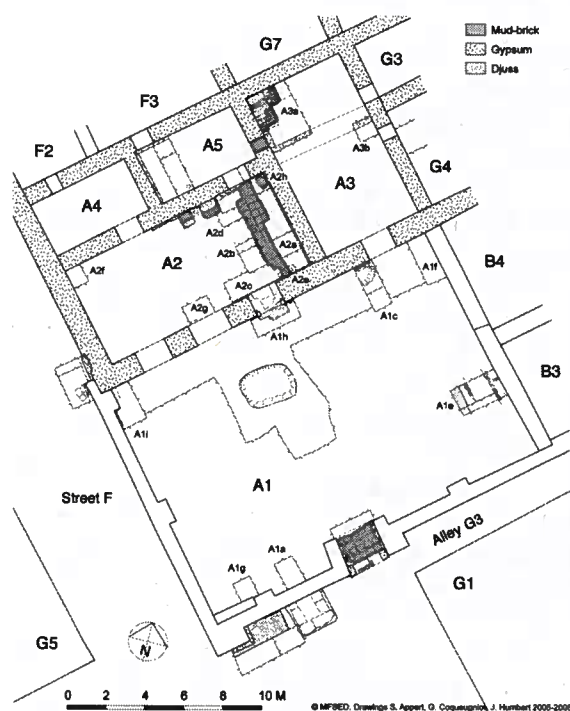 G7
Mud-brick
Gypsum
Djuss
G3
F3
A3a
F2
A5
A3b
A2h
A3
G4
A4
A2d
A2
A2a
A2b
A2f
A2e
B4
A1f
A2c
A2g
A1c
A1h
B3
A1e
A1i
A1
Street F
Alley G3
A1g
A1a
G1
G5
N
0 2 4 6 8 10 M
© MFSED, Drawings S. Appert, G. Coqueugniot, J. Humbert 2005-2008